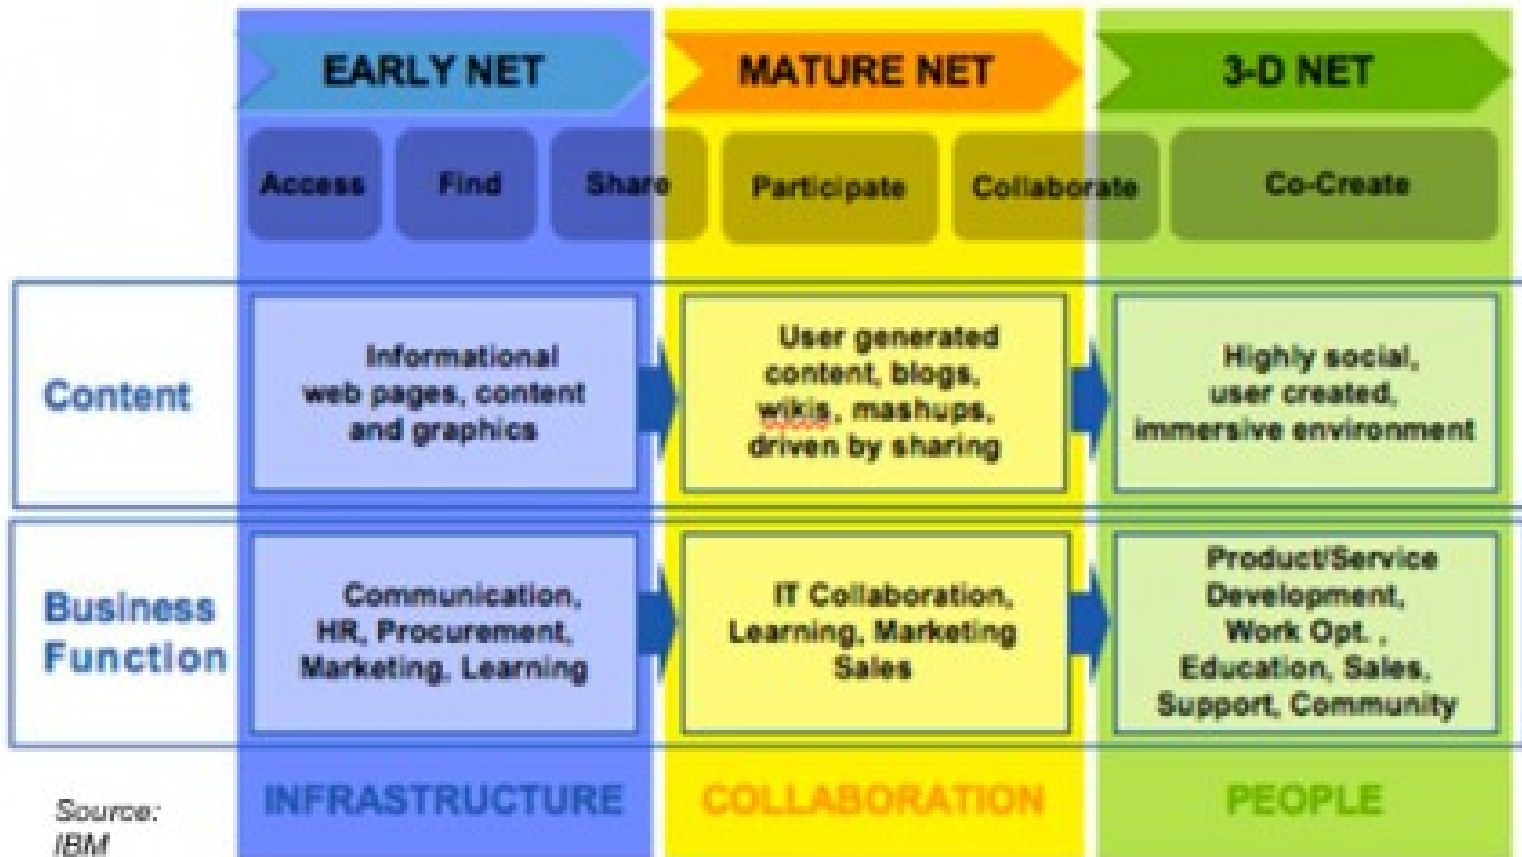 EARLY NET
MATURE NET
3-D NET
Access
Find
Share
Participate
Collaborate
Co-Create
Content
Informational
web pages, content
and graphics
User generated
content, blogs,
wikis, mashups,
driven by sharing
Highly social,
user created,
immersive environment
Business
Function
Communication,
HR, Procurement,
Marketing, Learning
IT Collaboration,
Learning, Marketing
Sales
Product/Service
Development,
Work Opt. ,
Education, Sales,
Support, Community
INFRASTRUCTURE
COLLABORATION
PEOPLE
Source:
IBM